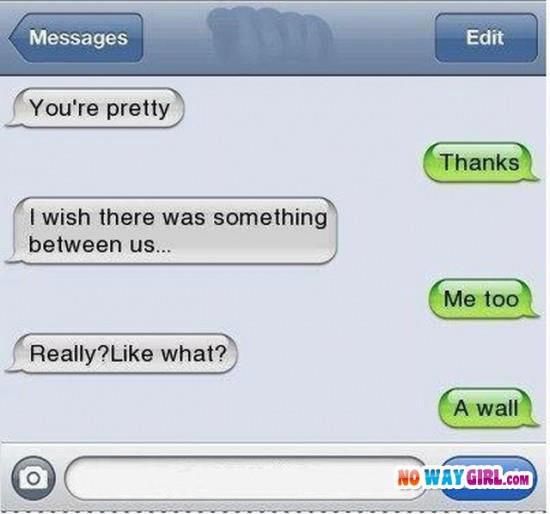 Messages
Edit
You're pretty
Thanks
I wish there was something
between us...
Me too
Really?Like what?
A wall
NO WAY GIRL.com